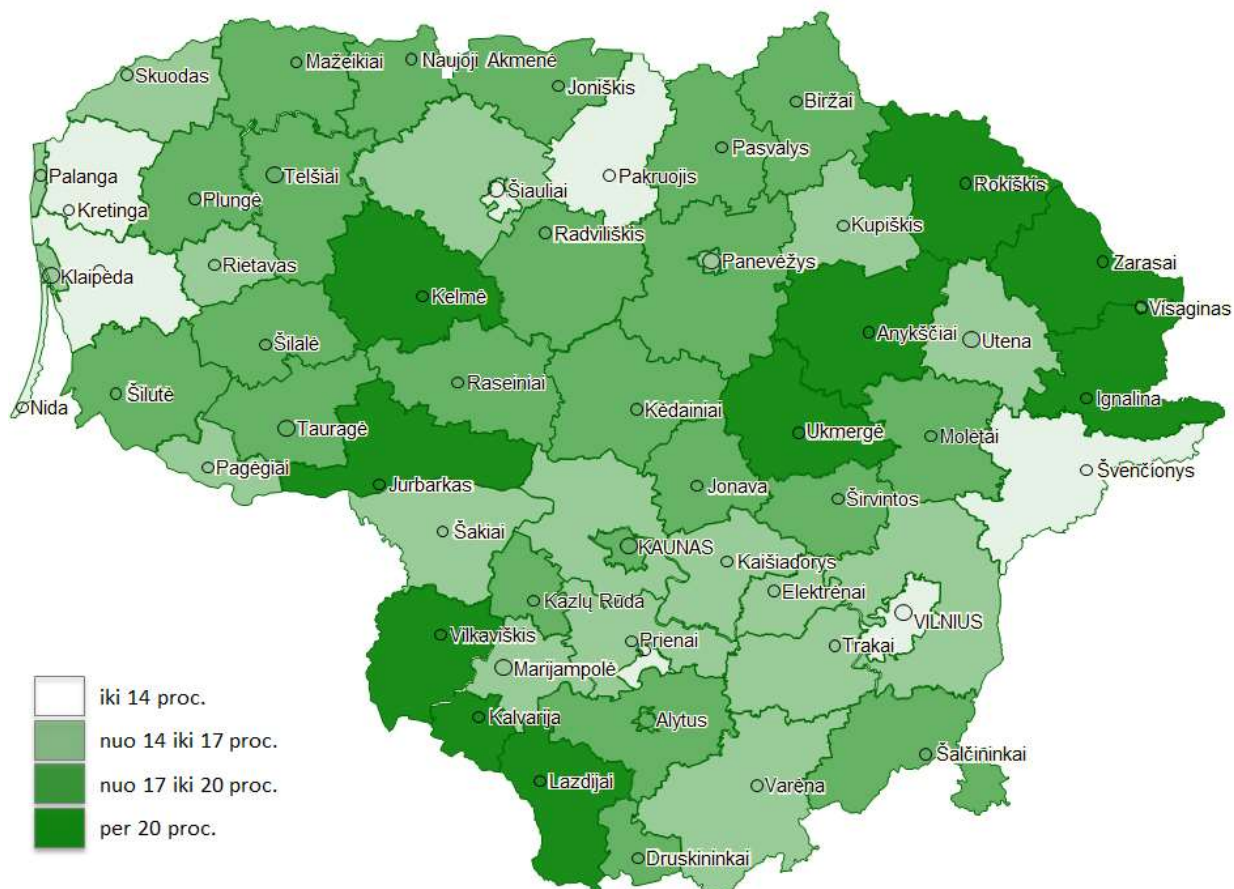 Skuodas
Mažeikiai
Naujoji Akmenė
Joniškis
Biržai
Pasvalys
Palanga
Kretinga
Plungė
Telšiai
Šiauliai
Pakruojis
Rokiškis
Kupiškis
Radviliškis
Klaipėda
Rietavas
Panevėžys
Zarasai
Kelmė
Visaginas
Anykščiai
Utena
Šilalė
Raseiniai
Šilutė
Nida
Kėdainiai
Ignalina
Tauragė
Ukmergė
Molėtai
Pagėgiai
Švenčionys
Jurbarkas
Jonava
Širvintos
Šakiai
KAUNAS
Kaišiadorys
Elektrėnai
Kazlų Rūda
VILNIUS
Vilkaviškis
Prienai
Trakai
Marijampolė
Kalvarija
Alytus
Šalčininkai
Lazdijai
Varėna
Druskininkai
iki 14 proc.
nuo 14 iki 17 proc.
nuo 17 iki 20 proc.
per 20 proc.